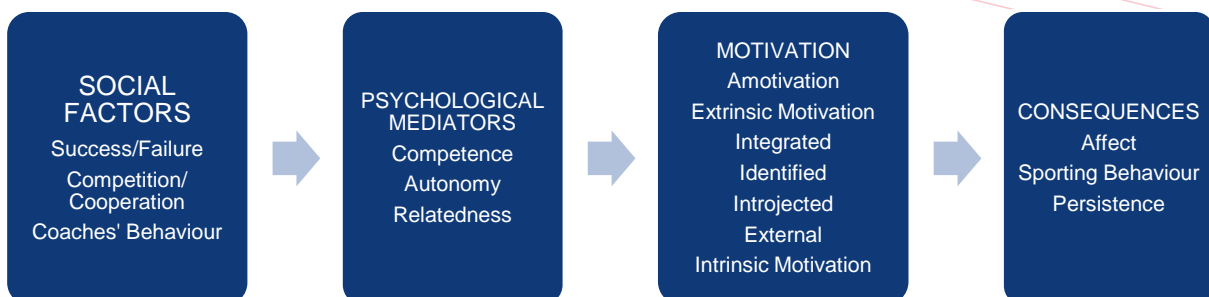 SOCIAL
FACTORS
Success/Failure
Competition/
Cooperation
Coaches' Behaviour
PSYCHOLOGICAL
MEDIATORS
Competence
Autonomy
Relatedness
MOTIVATION
Amotivation
Extrinsic Motivation
Integrated
Identified
Introjected
External
Intrinsic Motivation
CONSEQUENCES
Affect
Sporting Behaviour
Persistence